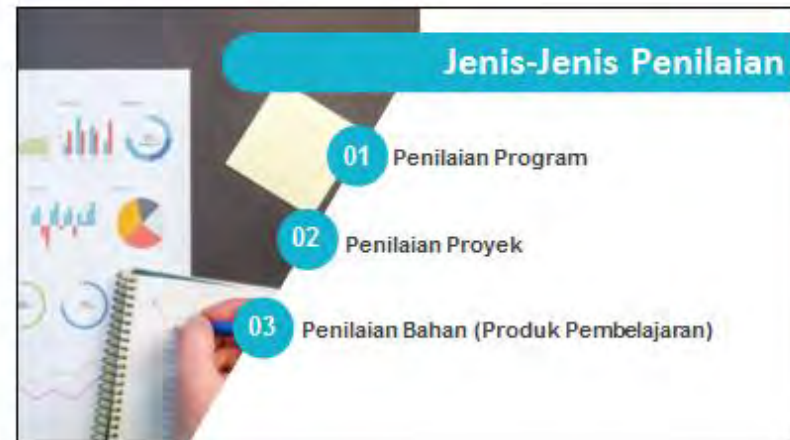 Jenis-Jenis Penilaian
01 Penilaian Program
02 Penilaian Proyek
03 Penilaian Bahan (Produk Pembelajaran)